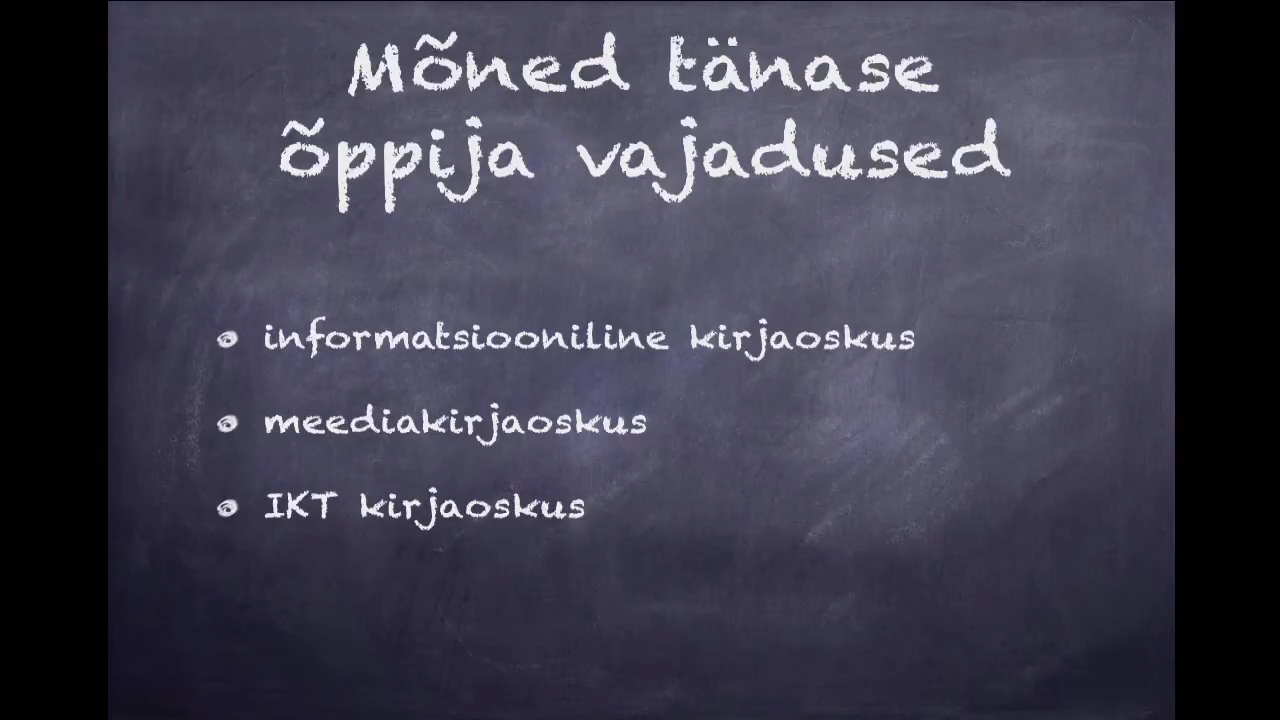 Mõned tänase
õppija vajadused
informatsiooniline kirjaoskus
meediakirjaoskus
IKT kirjaoskus